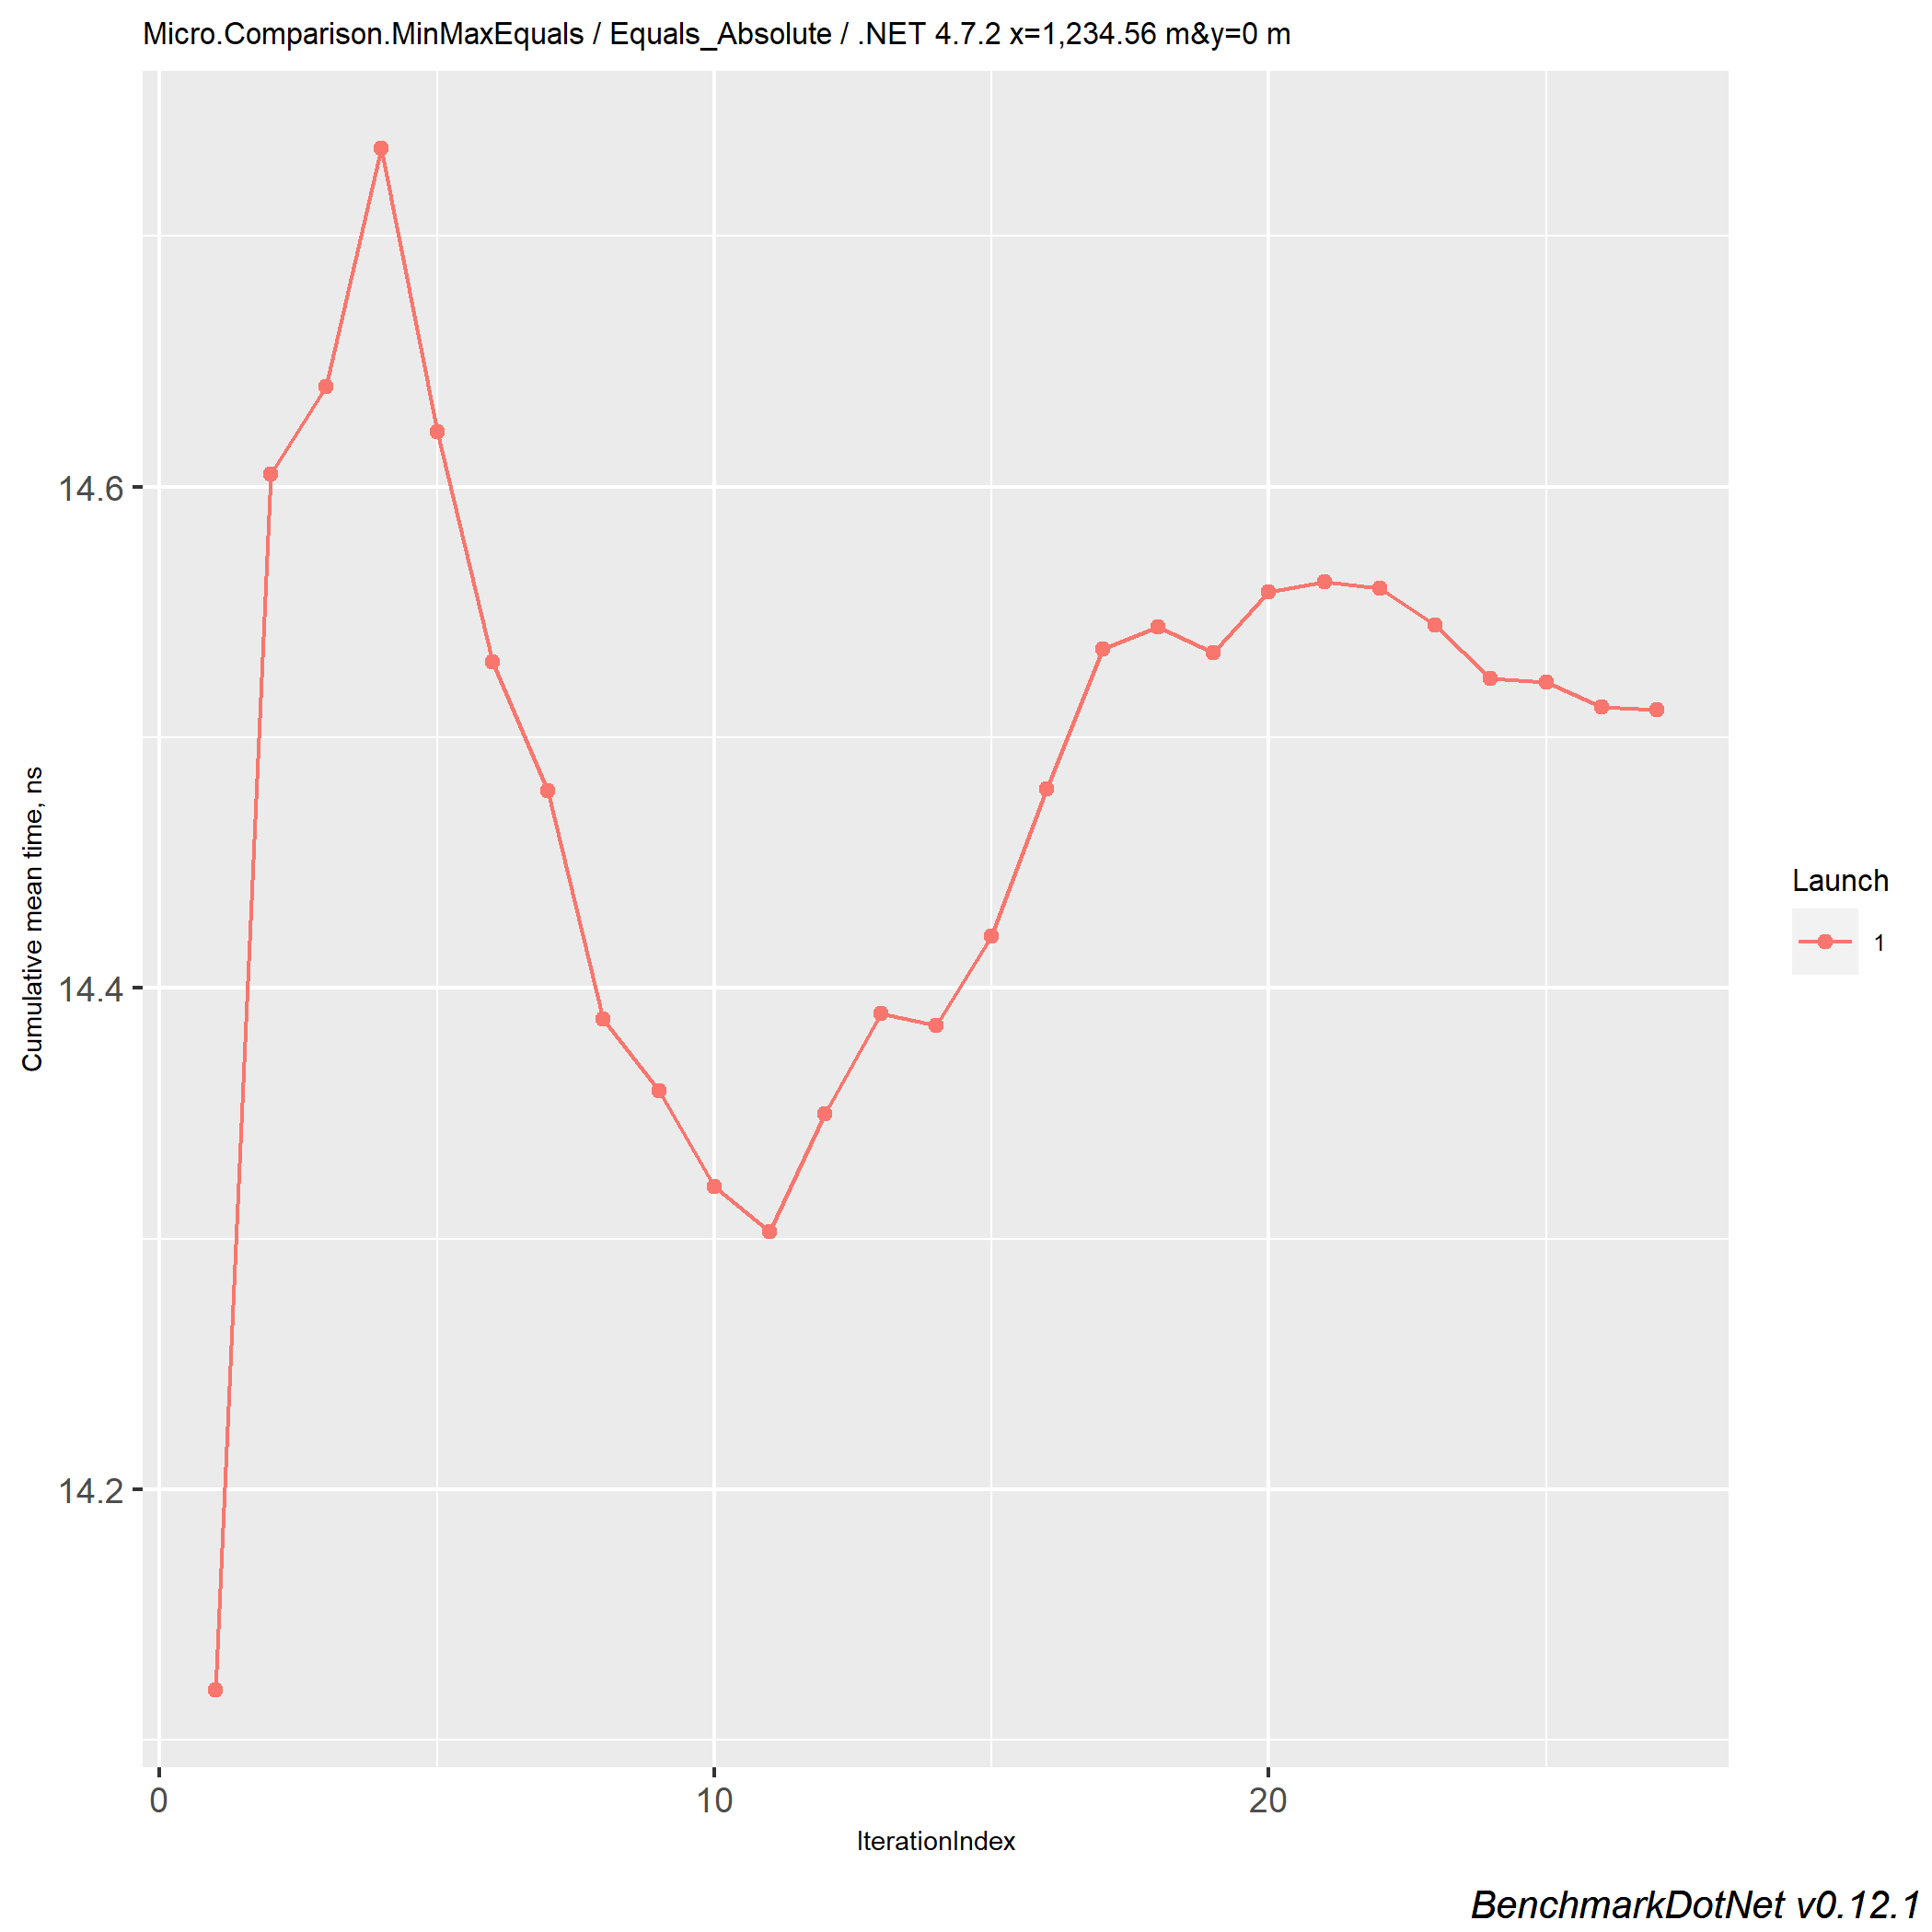 Micro.Comparison.MinMaxEquals / Equals_Absolute / .NET 4.7.2 x=1,234.56 m&y=0 m
Cumulative mean time, ns
14.6
14.4
14.2
0
10
20
IterationIndex
Launch
1
BenchmarkDotNet v0.12.1